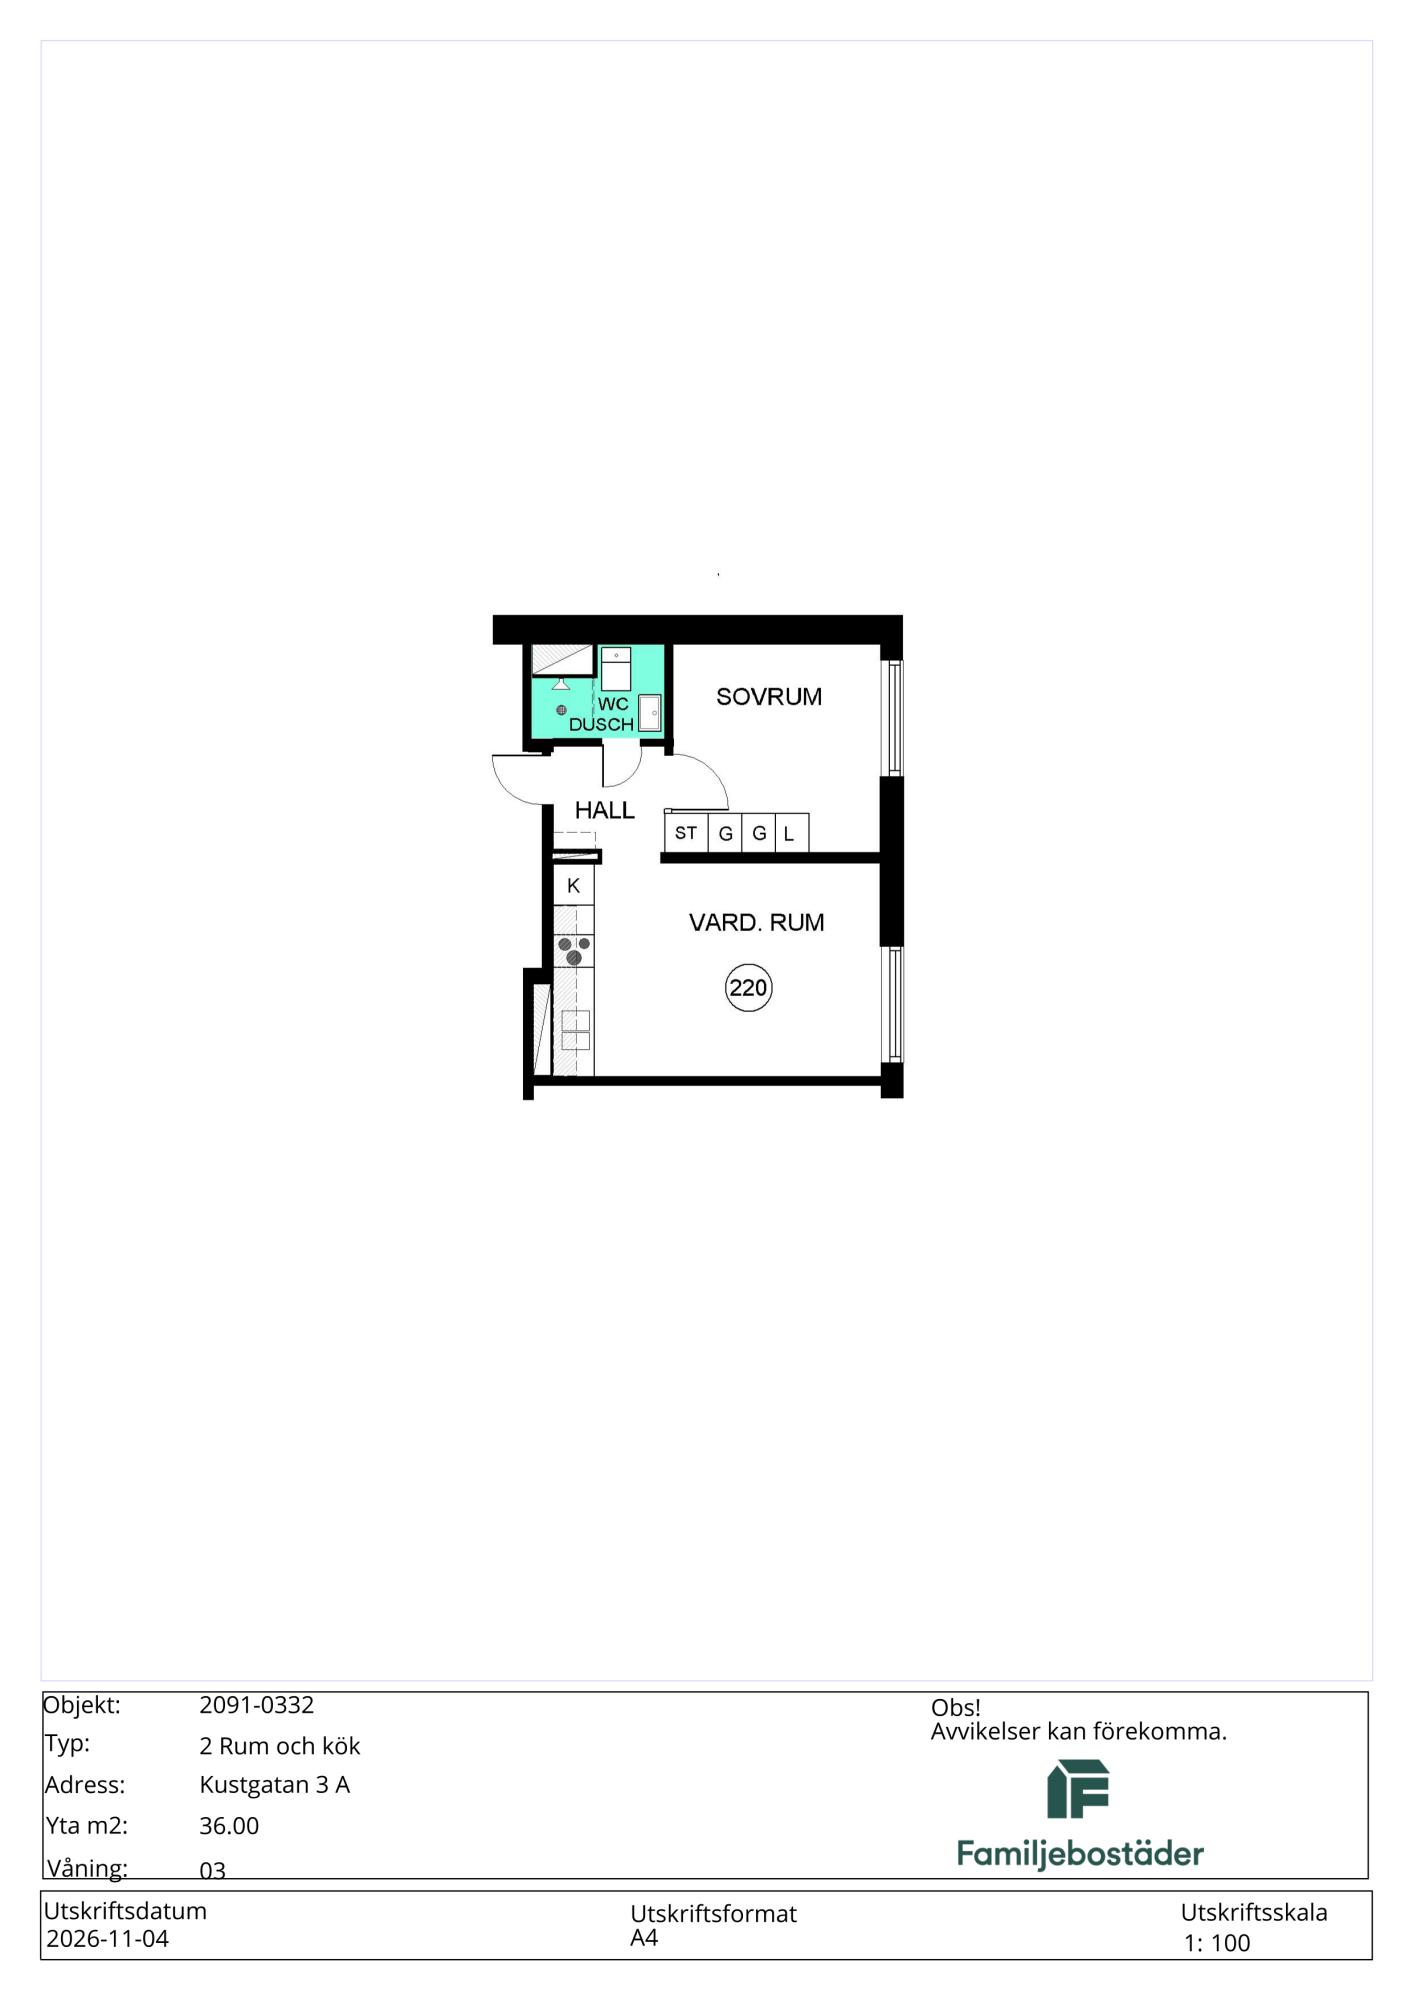 WC
DUSCH
SOVRUM
HALL
ST G G L
K
VARD. RUM
220
Objekt: 2091-0332
Typ: 2 Rum och kök
Adress: Kustgatan 3 A
Yta m2: 36.00
Våning: 03
Obs!
Avvikelser kan förekomma.
Familjebostäder
Utskriftsdatum
2026-11-04
Utskriftsformat
A4
Utskriftsskala
1: 100